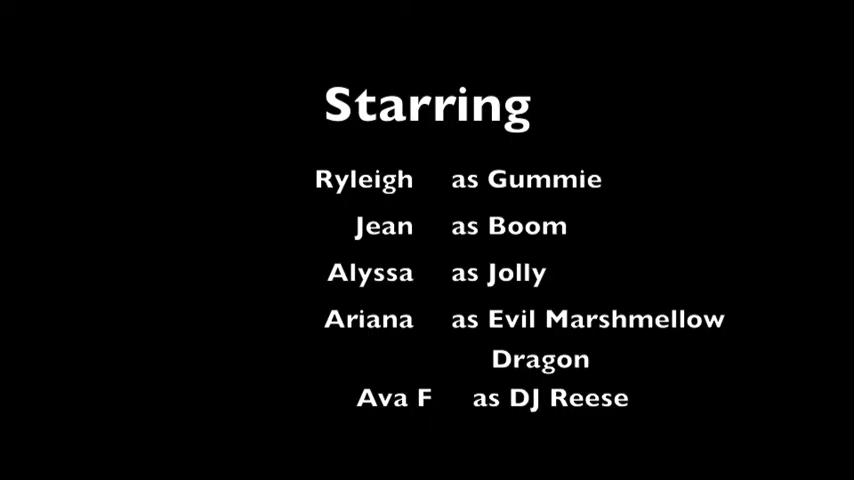 Starring
Ryleigh as Gummie
Jean as Boom
Alyssa as Jolly
Ariana as Evil Marshmellow
Dragon
Ava F as DJ Reese